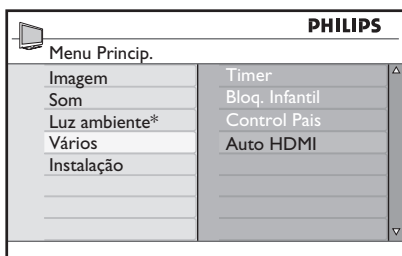 PHILIPS
Menu Princip.
Imagem
Som
Luz ambiente*
Vários
Instalação
Timer
Bloq. Infantil
Control Pais
Auto HDMI